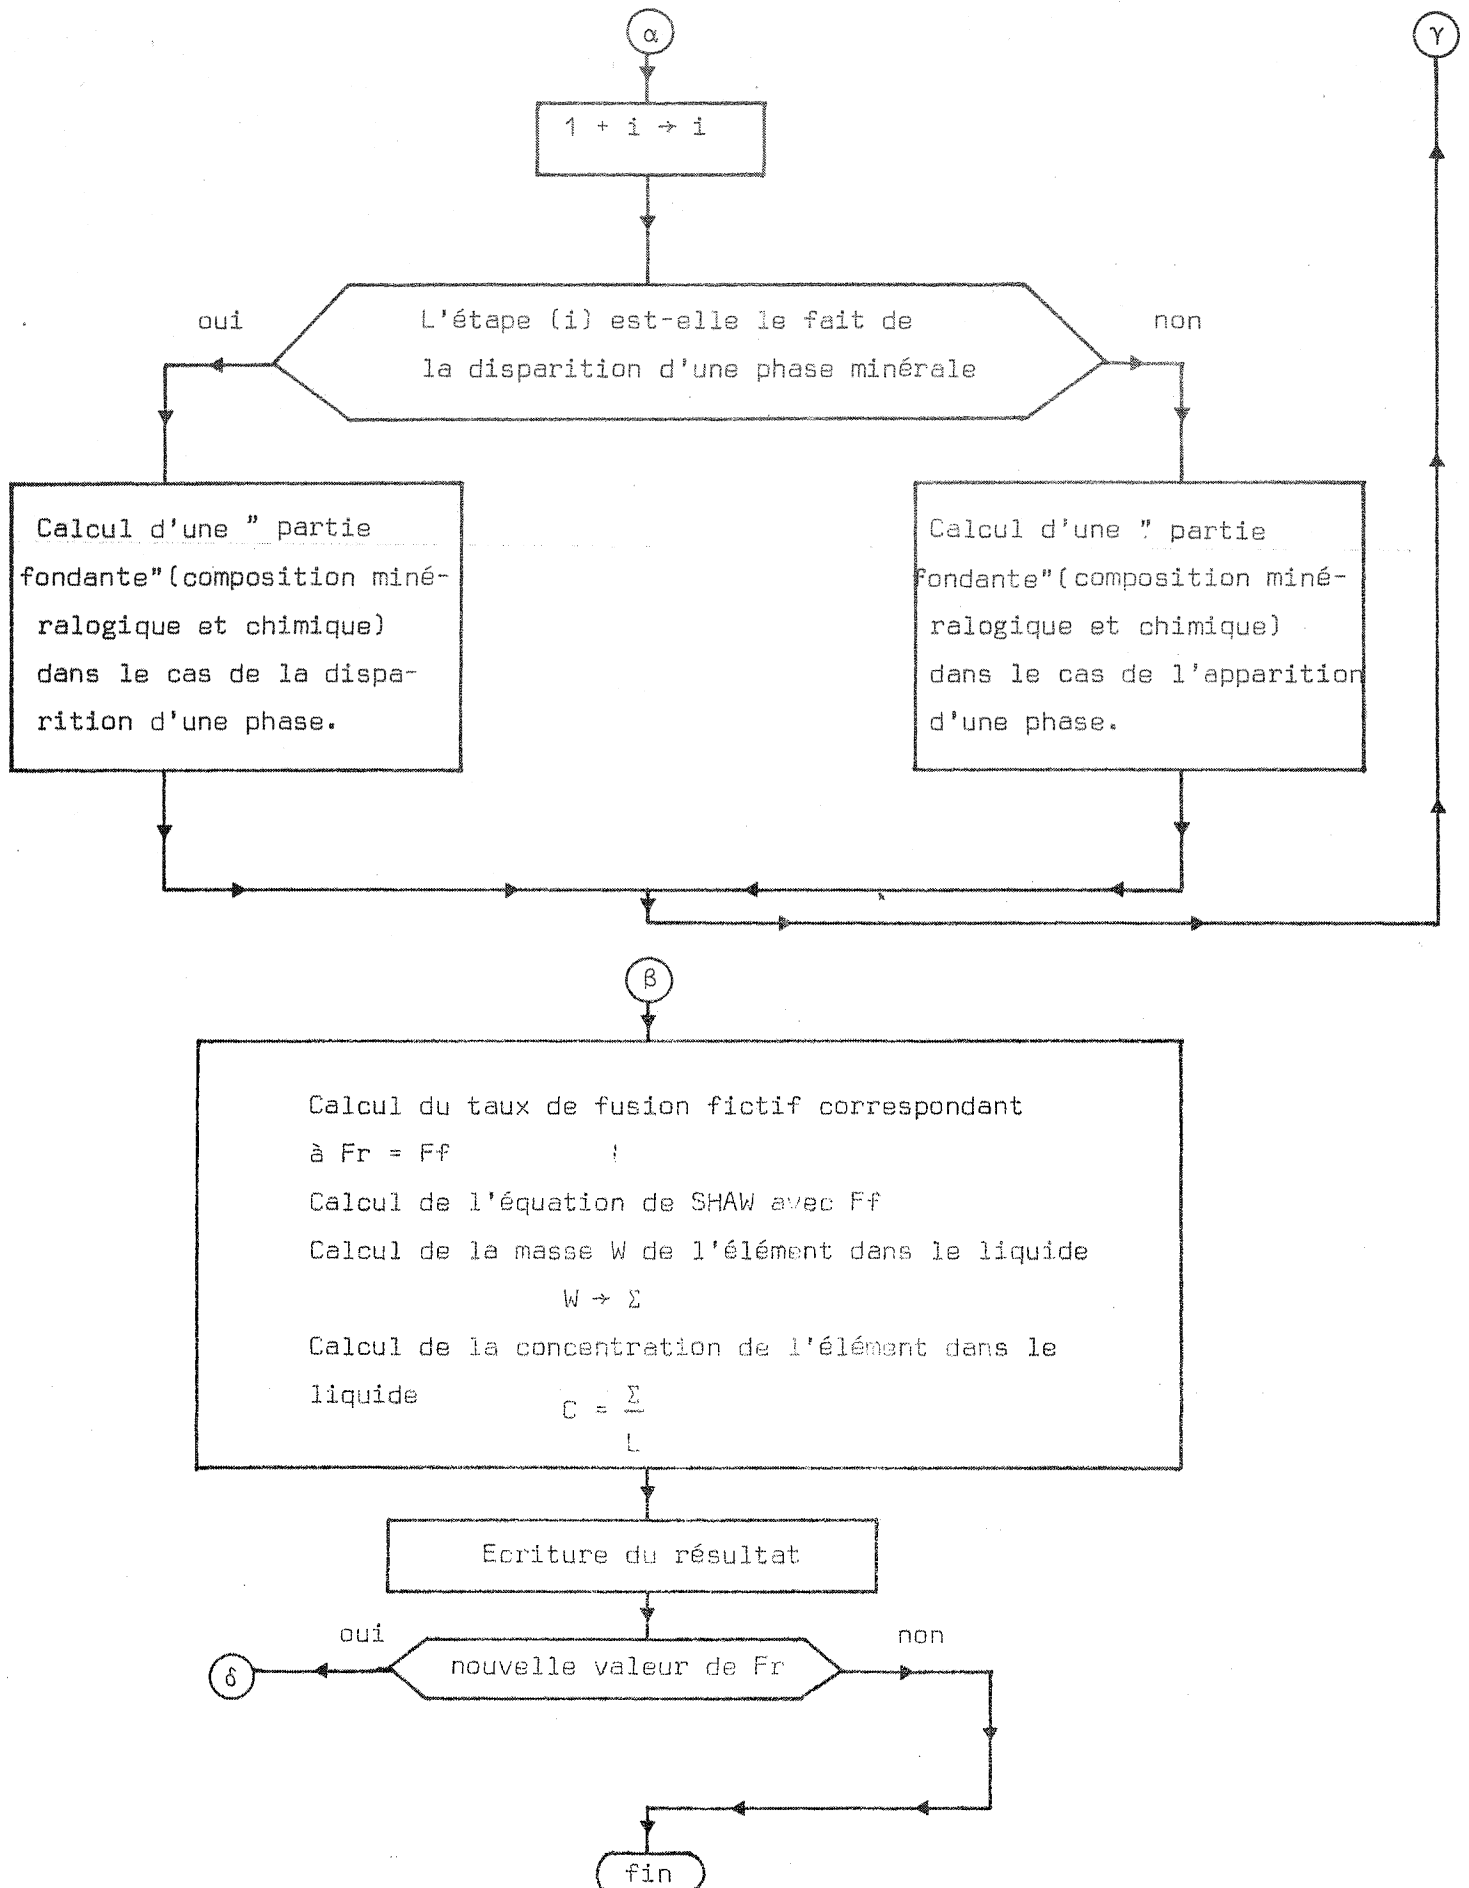 α
γ
1 + i → i
oui
L'étape (i) est-elle le fait de
la disparition d'une phase minérale
non
Calcul d'une " partie
fondante"(composition miné-
ralogique et chimique)
dans le cas de la dispa-
rition d'une phase.
Calcul d'une " partie
fondante"(composition miné-
ralogique et chimique)
dans le cas de l'apparition
d'une phase.
β
Calcul du taux de fusion fictif correspondant
à Fr = Ff
Calcul de l'équation de SHAW avec Ff
Calcul de la masse W de l'élément dans le liquide
W → Σ
Calcul de la concentration de l'élément dans le
liquide
C = Σ
L
Ecriture du résultat
oui
nouvelle valeur de Fr
non
δ
fin